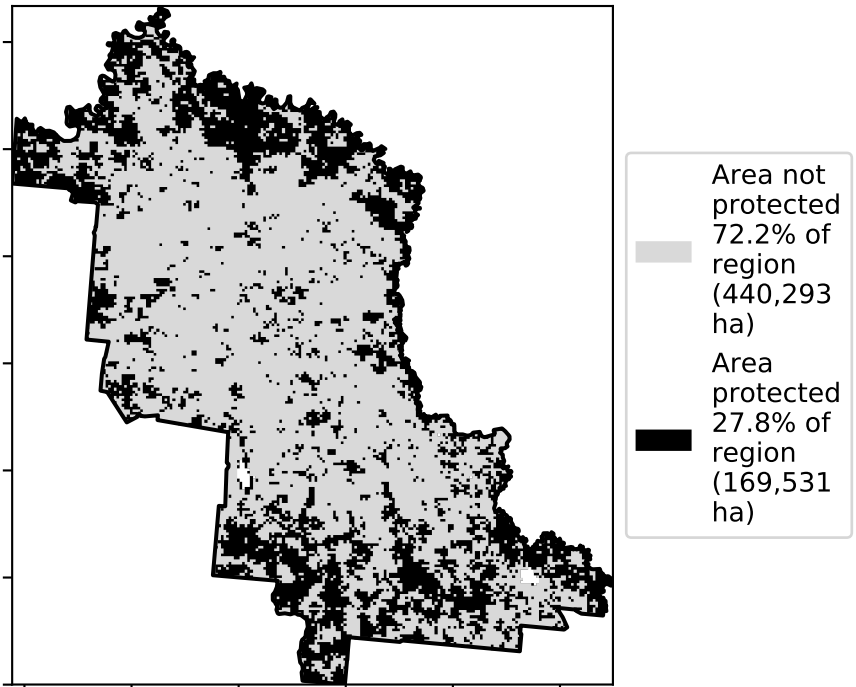 Area not
protected
72.2% of
region
(440,293
ha)
Area
protected
27.8% of
region
(169,531
ha)